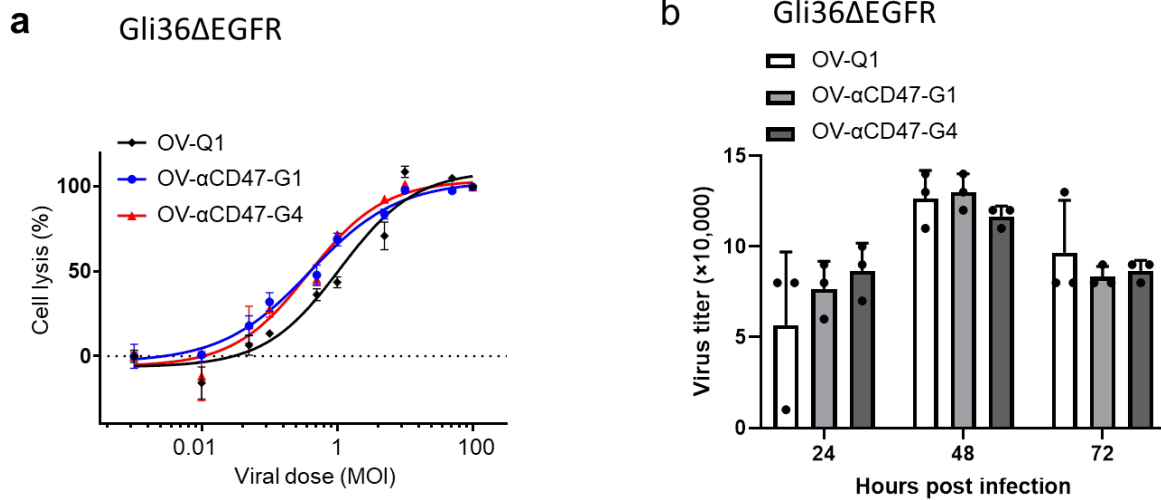 a
Gli36ΔEGFR
OV-Q1
OV-αCD47-G1
OV-αCD47-G4
100
50
0
Cell lysis (%)
0.01
1
100
Viral dose (MOI)
b
Gli36ΔEGFR
OV-Q1
OV-αCD47-G1
OV-αCD47-G4
15
10
5
0
Virus titer (×10,000)
24
48
72
Hours post infection